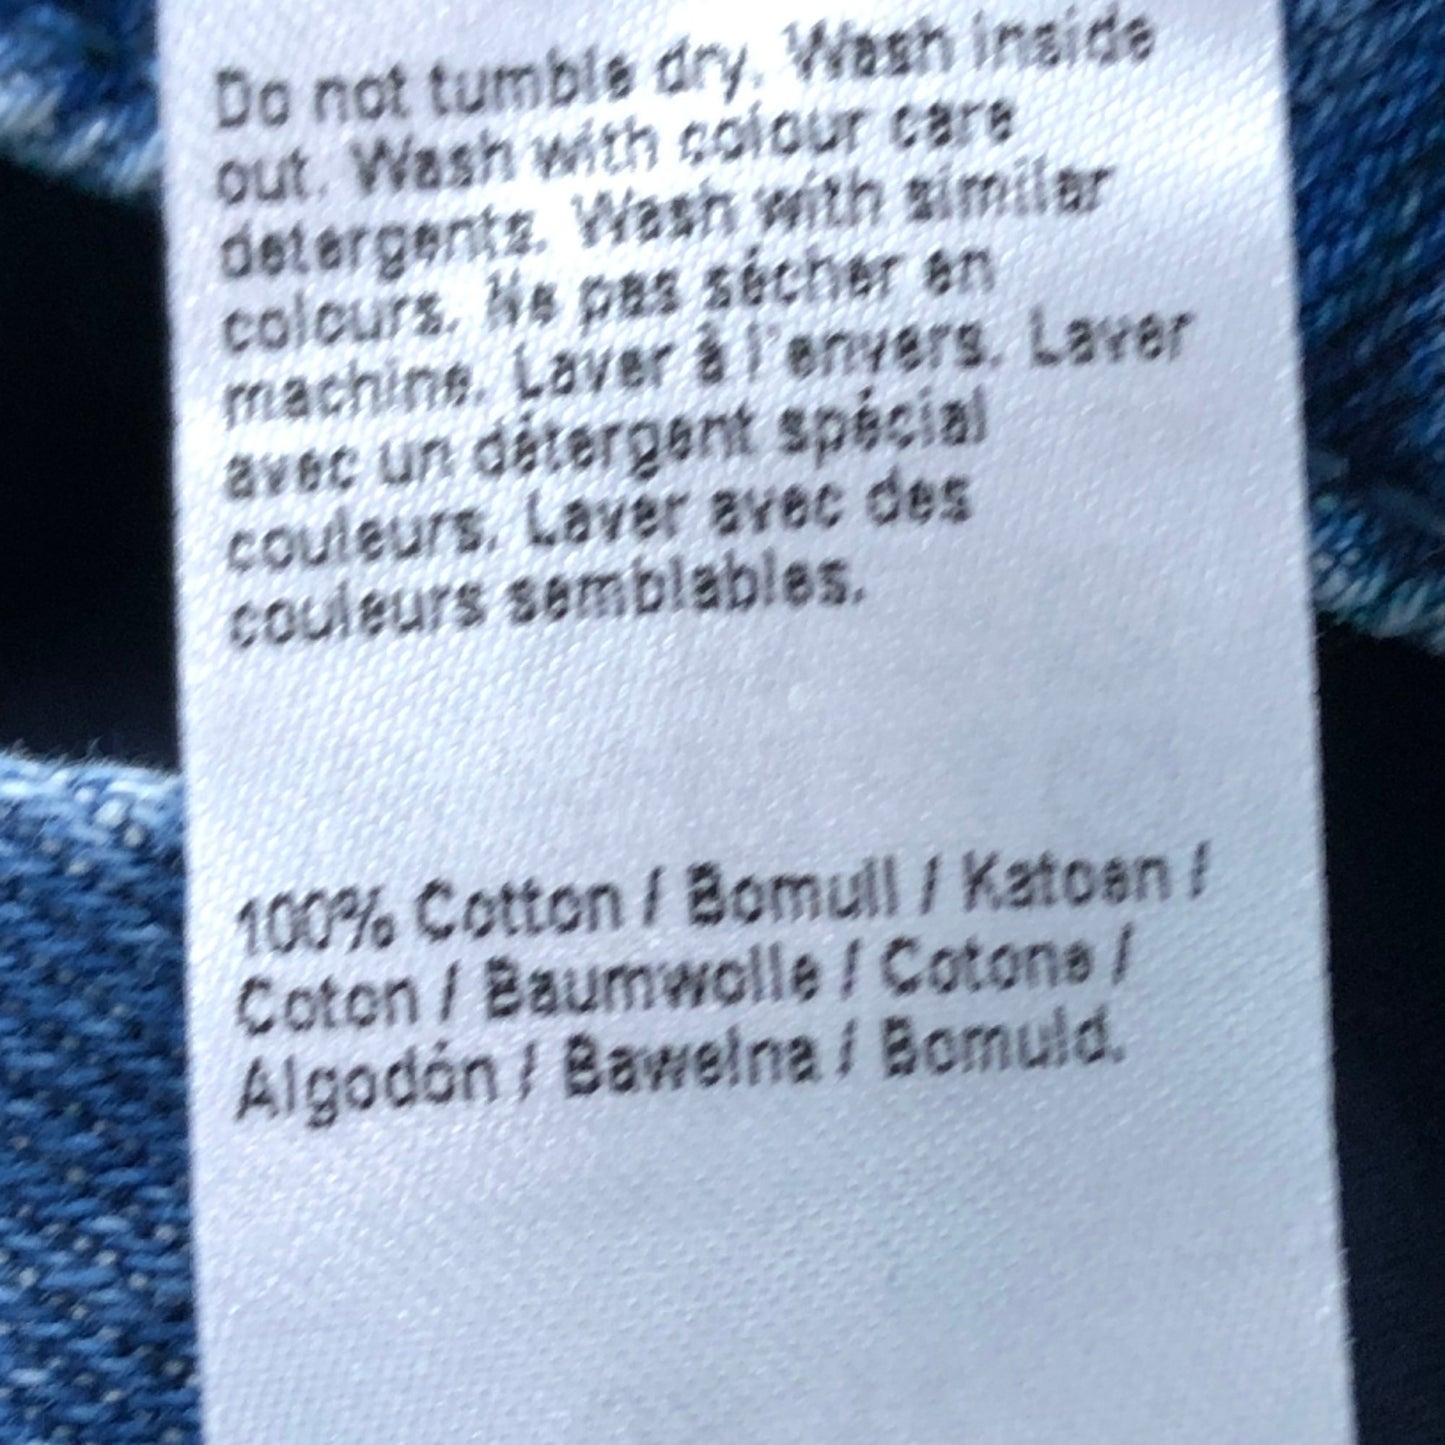 Do not tumble dry. Wash inside
out. Wash with colour care
detergents. Wash with similar
colours. Ne pas sécher en
machine. Laver à l'envers. Laver
avec un détergent spécial
couleurs. Laver avec des
couleurs semblables.
100% Cotton / Bomull / Katoen /
Coton / Baumwolle / Cotone /
Algodón / Bawelna / Bomuld.